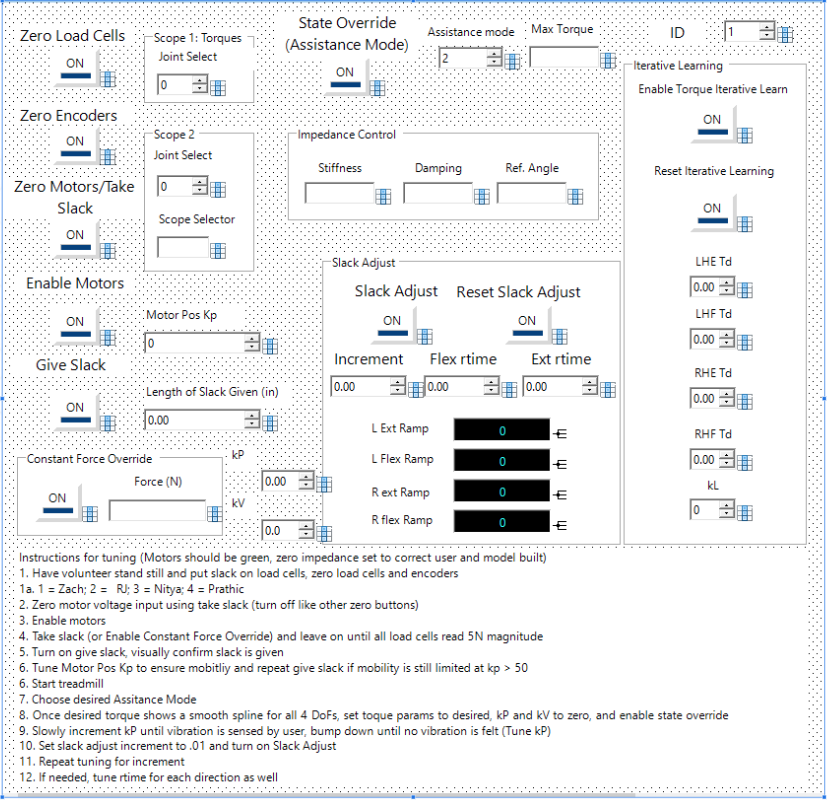 Zero Load Cells
ON
Scope 1: Torques
Joint Select
0
State Override
(Assistance Mode)
ON
Assistance mode
2
Max Torque
ID
1
Zero Encoders
ON
Scope 2
Joint Select
0
Scope Selector
Zero Motors/Take
Slack
ON
Impedance Control
Stiffness
Damping
Ref. Angle
Iterative Learning
Enable Torque Iterative Learn
ON
Reset Iterative Learning
ON
LHE Td
0.00
LHF Td
0.00
RHE Td
0.00
RHF Td
0.00
kL
0
Enable Motors
ON
Motor Pos Kp
0
Give Slack
ON
Length of Slack Given (in)
0.00
Slack Adjust
Slack Adjust
ON
Reset Slack Adjust
ON
Increment
0.00
Flex rtime
0.00
Ext rtime
0.00
L Ext Ramp
0
L Flex Ramp
0
R ext Ramp
0
R flex Ramp
0
Constant Force Override
ON
Force (N)
kP
0.00
kV
0.0
Instructions for tuning (Motors should be green, zero impedance set to correct user and model built)
1. Have volunteer stand still and put slack on load cells, zero load cells and encoders
1a. 1 = Zach; 2 = RJ; 3 = Nitya; 4 = Prathic
2. Zero motor voltage input using take slack (turn off like other zero buttons)
3. Enable motors
4. Take slack (or Enable Constant Force Override) and leave on until all load cells read 5N magnitude
5. Turn on give slack, visually confirm slack is given
6. Tune Motor Pos Kp to ensure mobitliy and repeat give slack if mobility is still limited at kp > 50
6. Start treadmill
7. Choose desired Assitance Mode
8. Once desired torque shows a smooth spline for all 4 DoFs, set toque params to desired, kP and kV to zero, and enable state override
9. Slowly increment kP until vibration is sensed by user, bump down until no vibration is felt (Tune kP)
10. Set slack adjust increment to .01 and turn on Slack Adjust
11. Repeat tuning for increment
12. If needed, tune rtime for each direction as well